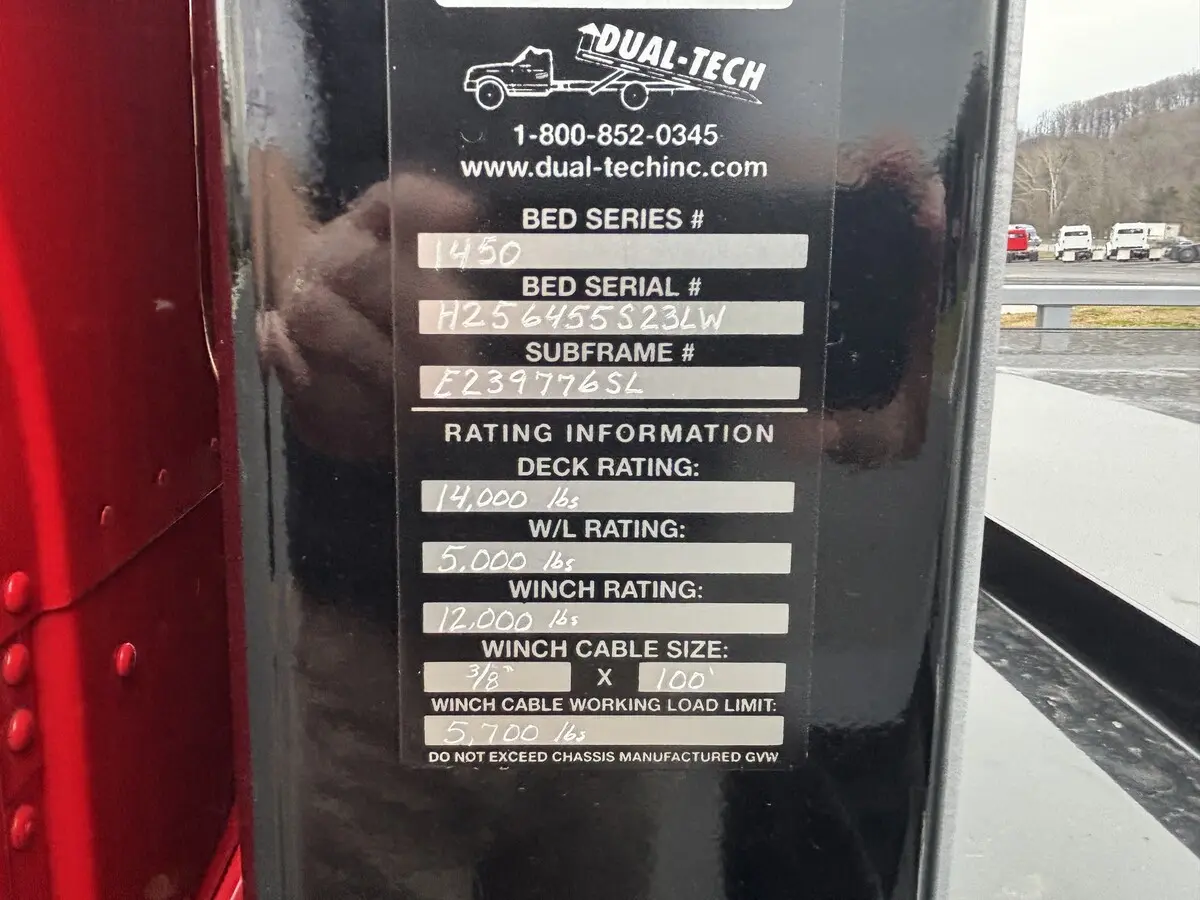 DUAL-TECH
1-800-852-0345
www.dual-techinc.com
BED SERIES #
1450
BED SERIAL #
H256455S23LW
SUBFRAME #
E239776SL
RATING INFORMATION
DECK RATING:
14,000 lbs
W/L RATING:
5,000 lbs
WINCH RATING:
12,000 lbs
WINCH CABLE SIZE:
3/8" X 100'
WINCH CABLE WORKING LOAD LIMIT:
5,700 lbs
DO NOT EXCEED CHASSIS MANUFACTURED GVW